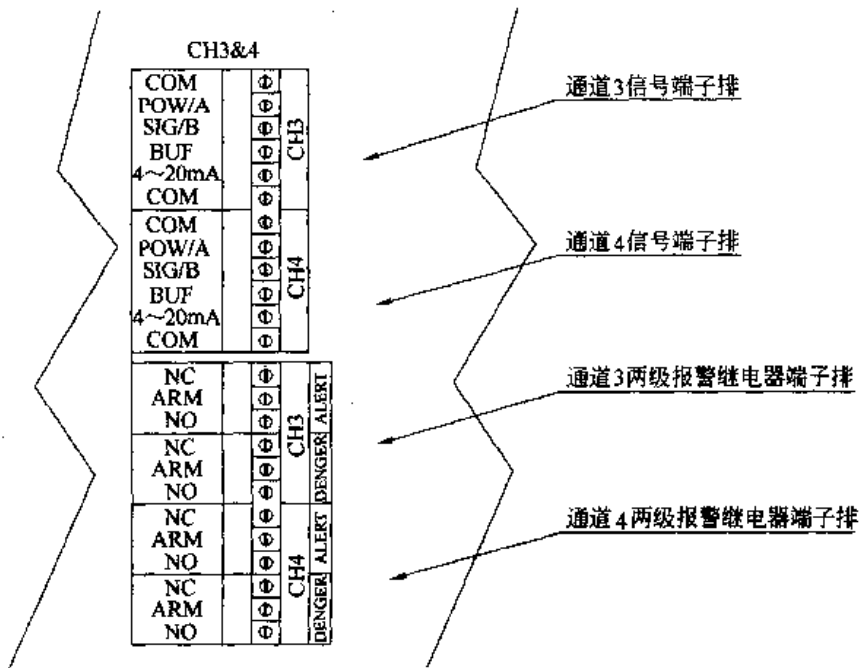 CH3&4
COM
POW/A
SIG/B
BUF
4～20mA
COM
CH3
COM
POW/A
SIG/B
BUF
4～20mA
COM
CH4
NC
ARM
NO
ALERT
NC
ARM
NO
DENGER
CH3
NC
ARM
NO
ALERT
NC
ARM
NO
DENGER
CH4
通道3信号端子排
通道4信号端子排
通道3两级报警继电器端子排
通道4两级报警继电器端子排